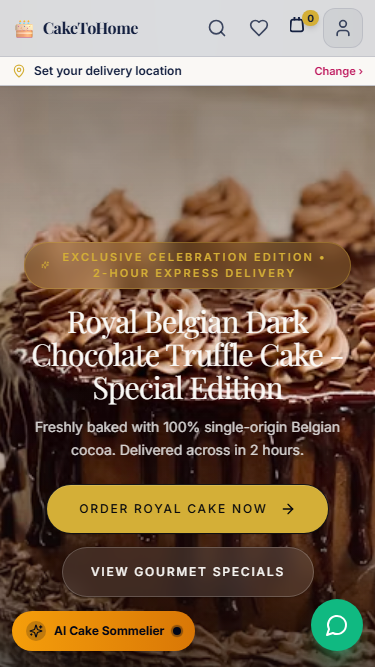 CakeToHome
0
Set your delivery location
Change ›
EXCLUSIVE CELEBRATION EDITION •
2-HOUR EXPRESS DELIVERY
Royal Belgian Dark
Chocolate Truffle Cake –
Special Edition
Freshly baked with 100% single-origin Belgian
cocoa. Delivered across in 2 hours.
ORDER ROYAL CAKE NOW →
VIEW GOURMET SPECIALS
AI Cake Sommelier